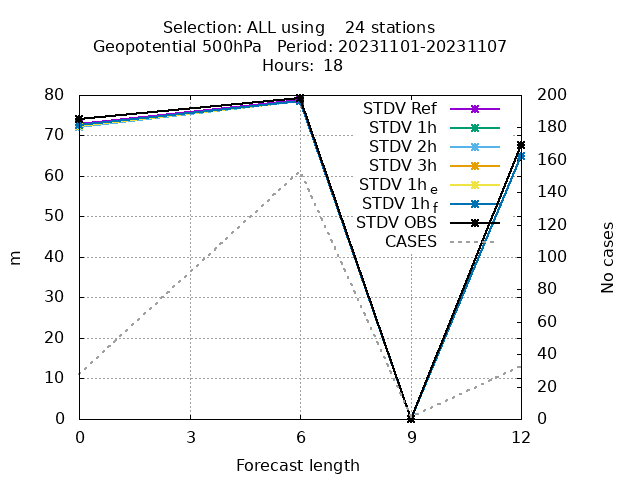 Selection: ALL using    24 stations
Geopotential 500hPa   Period: 20231101-20231107
Hours: 18
80
70
60
50
40
30
20
10
0
m
200
180
160
140
120
100
80
60
40
20
0
No cases
STDV Ref
STDV 1h
STDV 2h
STDV 3h
STDV 1h e
STDV 1h f
STDV OBS
CASES
0 3 6 9 12
Forecast length